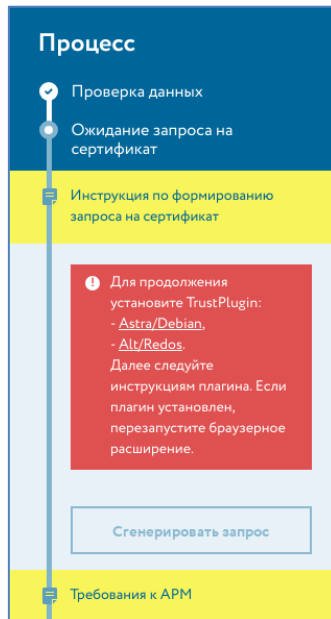 Процесс
Проверка данных
Ожидание запроса на
сертификат
Инструкция по формированию
запроса на сертификат
Для продолжения
установите TrustPlugin:
- Astra/Debian,
- Alt/Redos.
Далее следуйте
инструкциям плагина. Если
плагин установлен,
перезапустите браузерное
расширение.
Сгенерировать запрос
Требования к АРМ